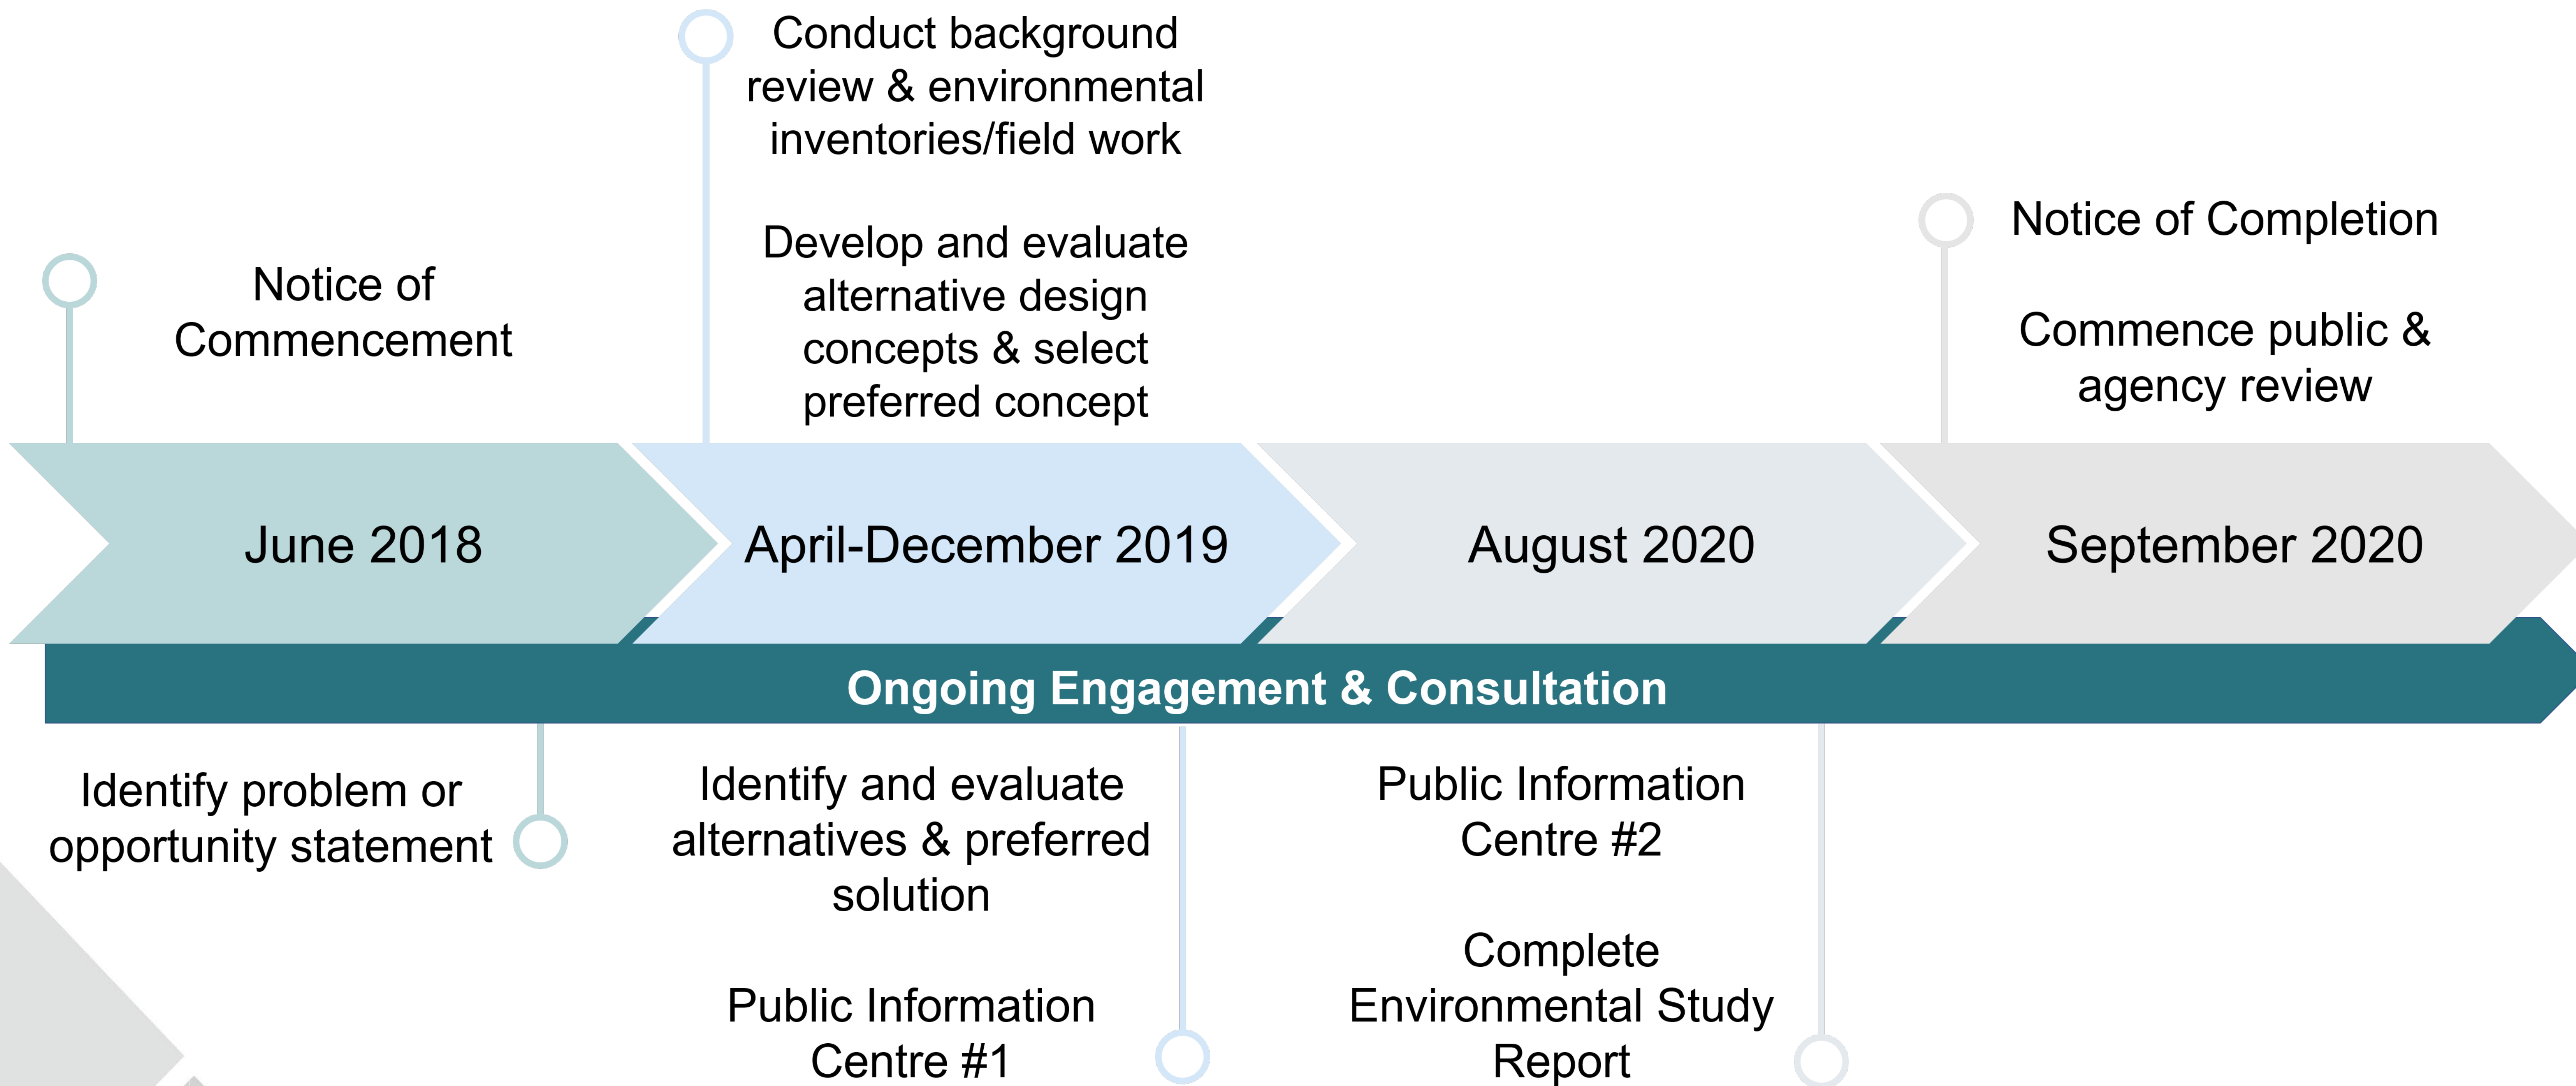 Conduct background
review & environmental
inventories/field work
Develop and evaluate
alternative design
concepts & select
preferred concept
Notice of
Commencement
Notice of Completion
Commence public &
agency review
June 2018
April-December 2019
August 2020
September 2020
Ongoing Engagement & Consultation
Identify problem or
opportunity statement
Identify and evaluate
alternatives & preferred
solution
Public Information
Centre #1
Public Information
Centre #2
Complete
Environmental Study
Report